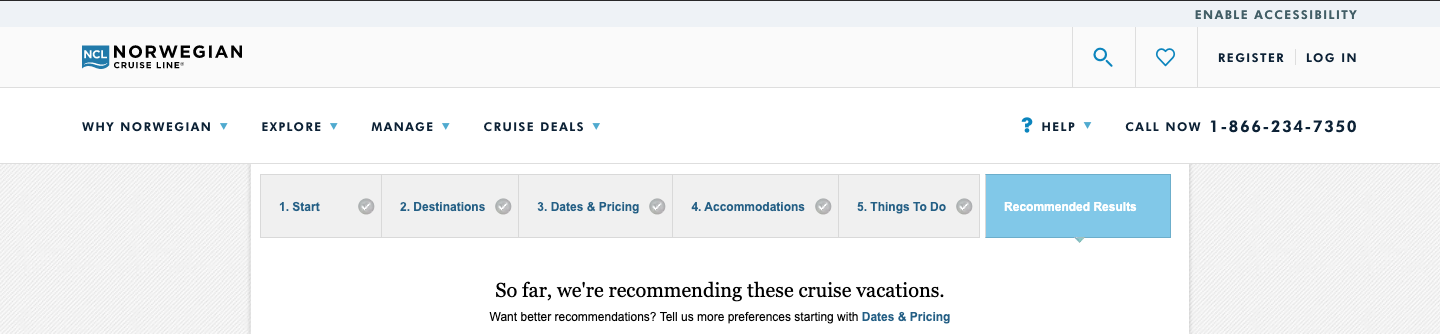 ENABLE ACCESSIBILITY
NCL NORWEGIAN
CRUISE LINE®
REGISTER LOG IN
WHY NORWEGIAN EXPLORE MANAGE CRUISE DEALS ? HELP CALL NOW 1-866-234-7350
1. Start 2. Destinations 3. Dates & Pricing 4. Accommodations 5. Things To Do Recommended Results
So far, we're recommending these cruise vacations.
Want better recommendations? Tell us more preferences starting with Dates & Pricing